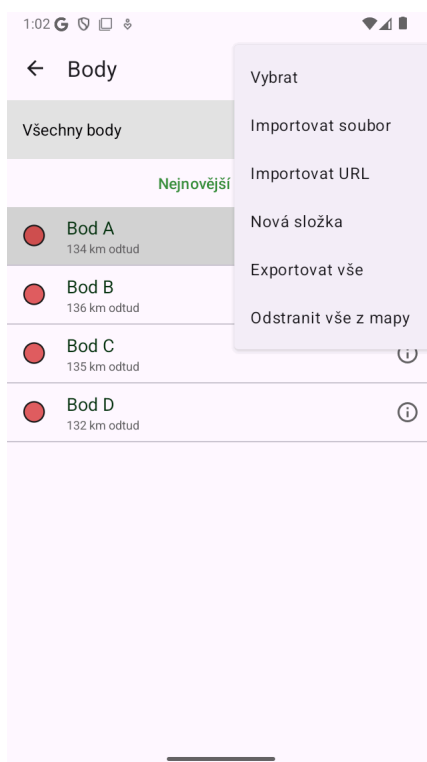 1:02
Body
Vybrat
Importovat soubor
Importovat URL
Nová složka
Exportovat vše
Odstranit vše z mapy
Všechny body
Nejnovější
Bod A
134 km odtud
Bod B
136 km odtud
Bod C
135 km odtud
Bod D
132 km odtud